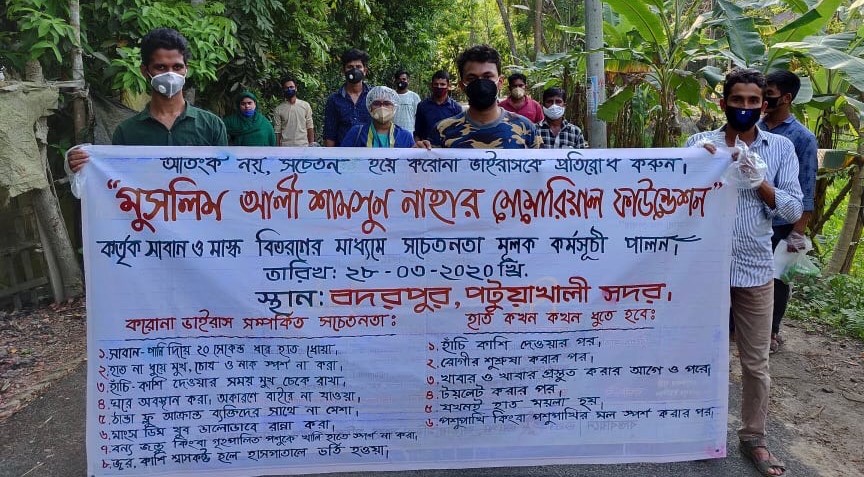 আতংক নয়, সচেতন হয়ে করোনা ভাইরাসকে প্রতিরোধ করুন।
"মুসলিম আলী শামসুন নাহার মেমোরিয়াল ফাউন্ডেশন"
কর্তৃক সাবান ও মাস্ক বিতরণের মাধ্যমে সচেতনতা মূলক কর্মসূচী পালন।
তারিখ: ২৮-০৩-২০২০ খ্রি.
স্থান: বদরপুর, পটুয়াখালী সদর।
করোনা ভাইরাস সম্পর্কিত সচেতনতাঃ
১. সাবান-পানি দিয়ে ২০ সেকেন্ড ধরে হাত ধোয়া।
২. হাত না ধুয়ে মুখ, চোখ ও নাক স্পর্শ না করা।
৩. হাঁচি-কাশি দেওয়ার সময় মুখ ঢেকে রাখা।
৪. ঘরে অবস্থান করা, অকারণে বাইরে না যাওয়া।
৫. ঠান্ডা ফ্লু আক্রান্ত ব্যক্তিদের সাথে না মেশা।
৬. মাংস ডিম খুব ভালোভাবে রান্না করা।
৭. বন্য জন্তু কিংবা গৃহপালিত পশুকে খালি হাতে স্পর্শ না করা।
৮. জ্বর, কাশি শ্বাসকষ্ট হলে হাসপাতালে ভর্তি হওয়া।
হাত কখন কখন ধুতে হবেঃ
১. হাঁচি কাশি দেওয়ার পর।
২. রোগীর শুশ্রুষা করার পর।
৩. খাবার ও খাবার প্রস্তুত করার আগে ও পরে।
৪. টয়লেট করার পর।
৫. যখনই হাত ময়লা হয়।
৬. পশুপাখি কিংবা পশুপাখির মল স্পর্শ করার পর।